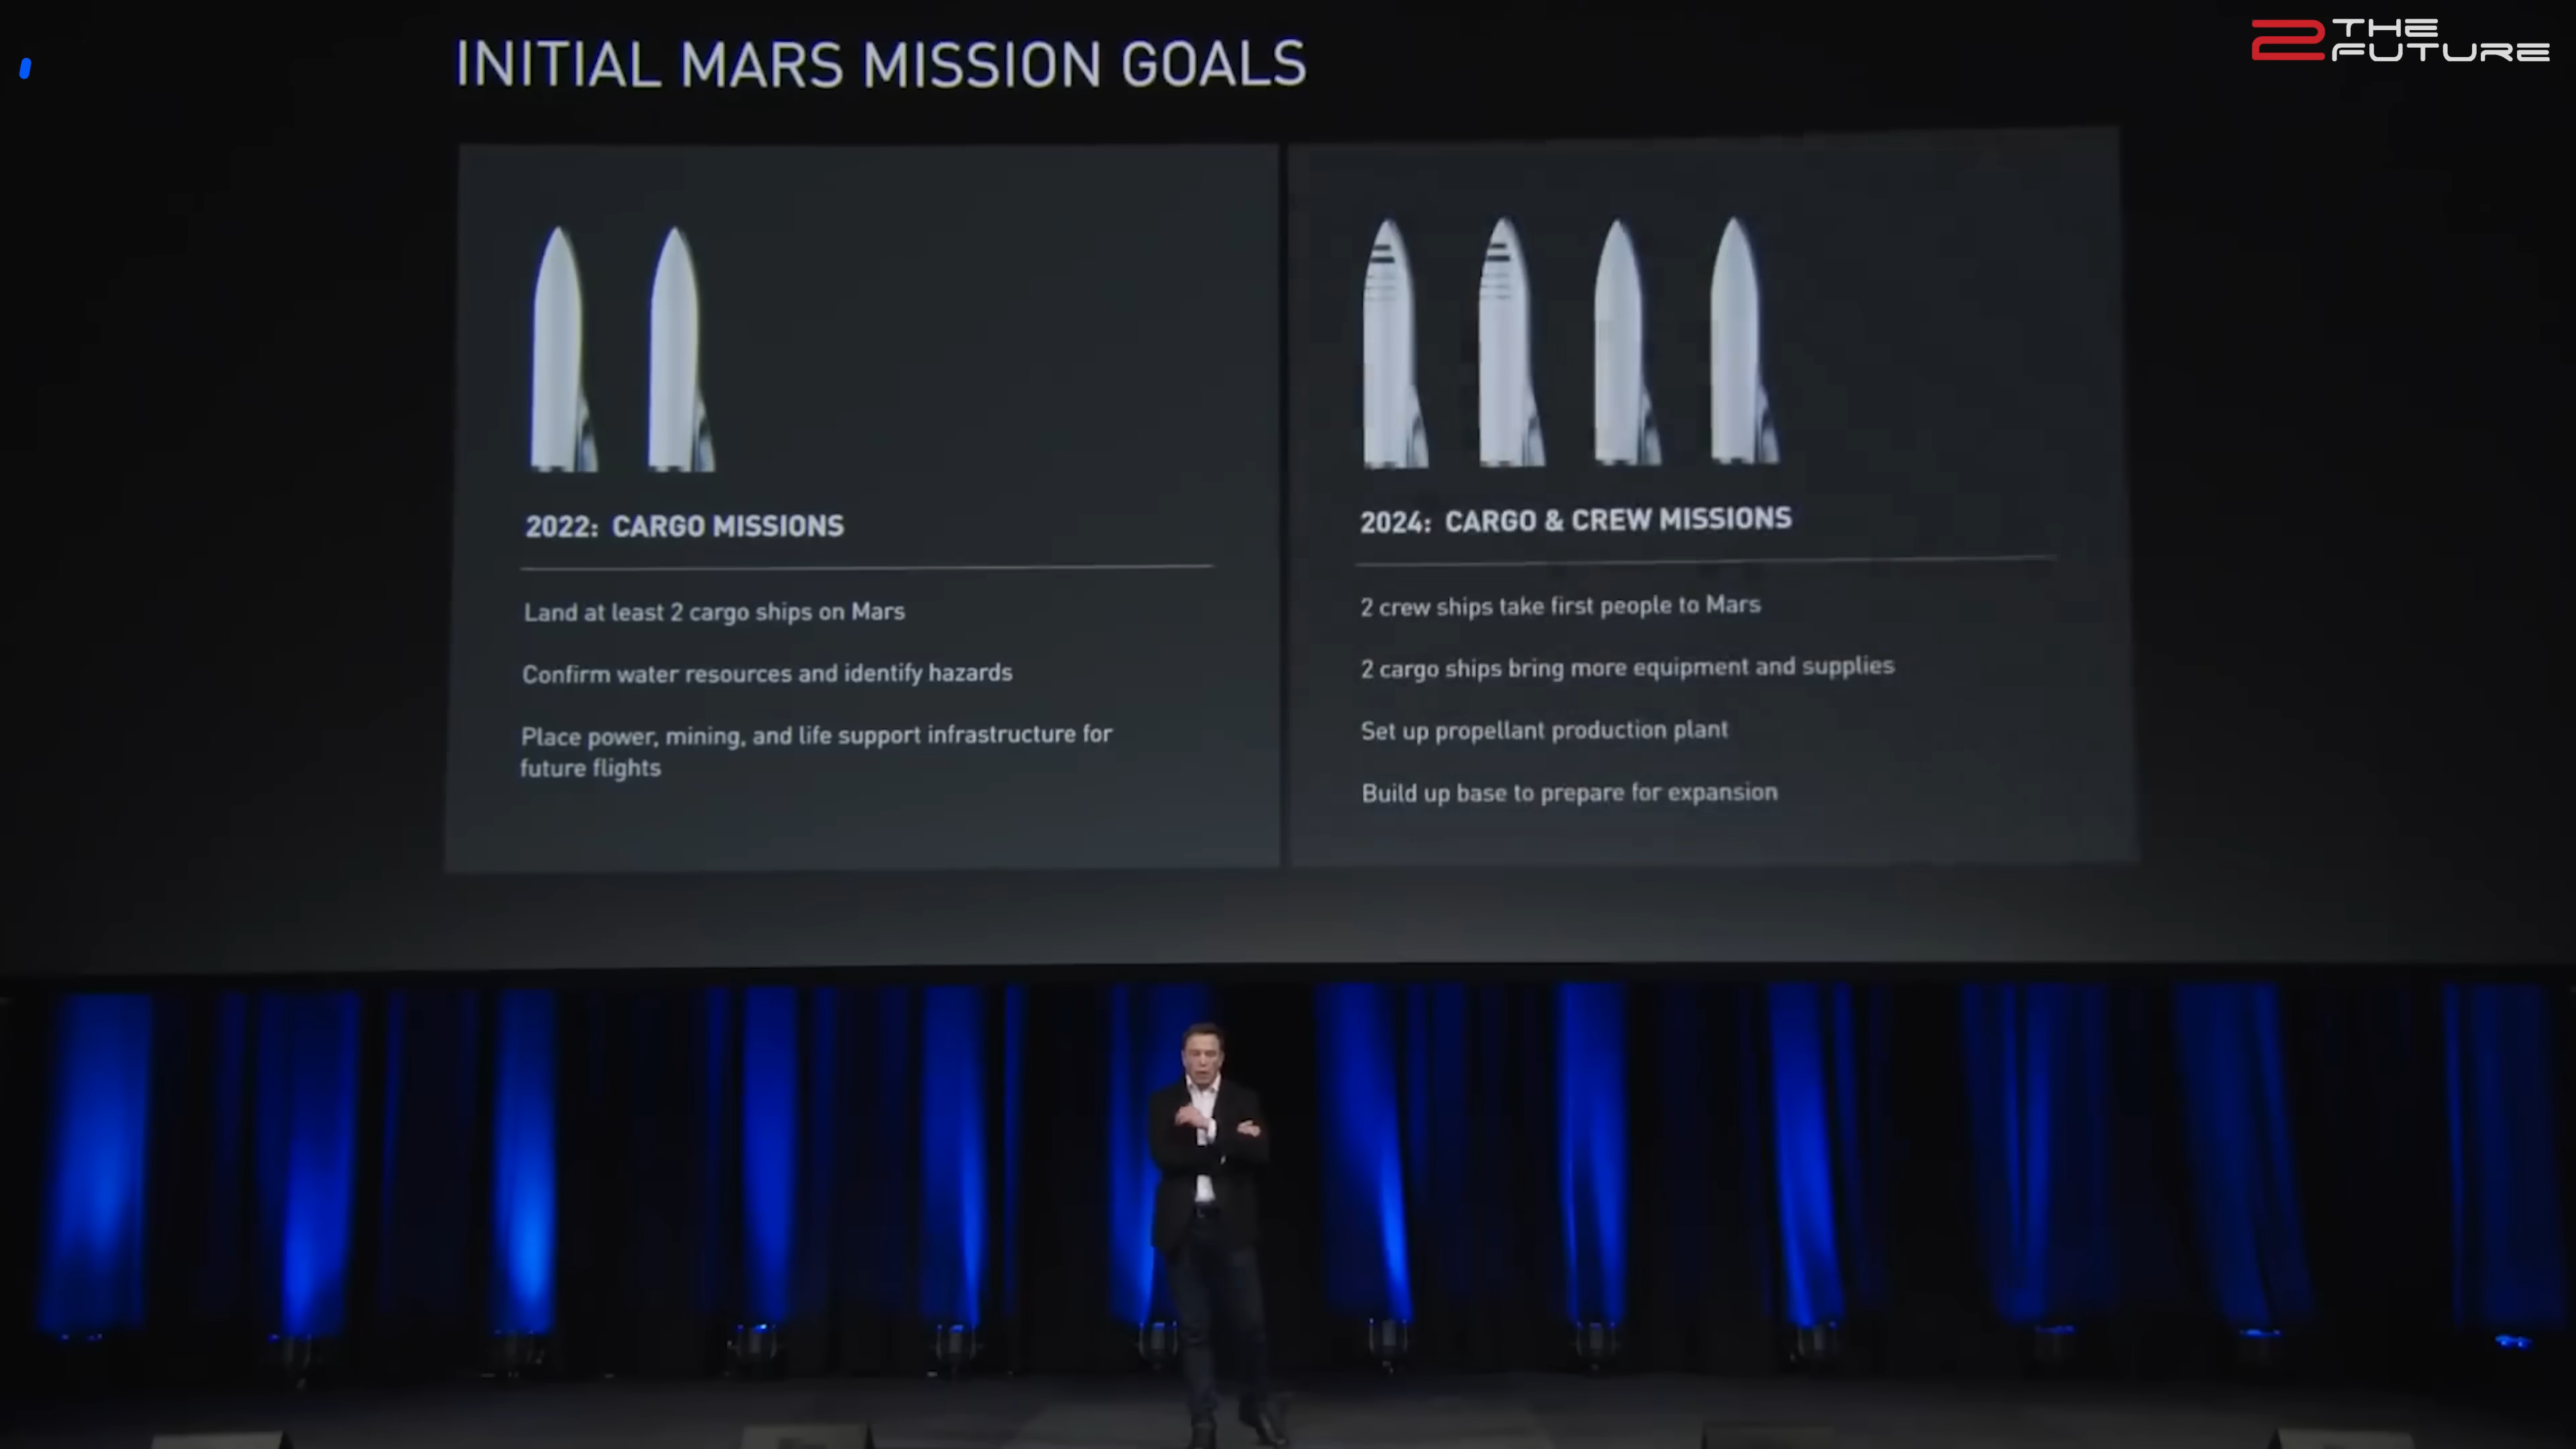 INITIAL MARS MISSION GOALS
2 THE
FUTURE
2022: CARGO MISSIONS
Land at least 2 cargo ships on Mars
Confirm water resources and identify hazards
Place power, mining, and life support infrastructure for
future flights
2024: CARGO & CREW MISSIONS
2 crew ships take first people to Mars
2 cargo ships bring more equipment and supplies
Set up propellant production plant
Build up base to prepare for expansion